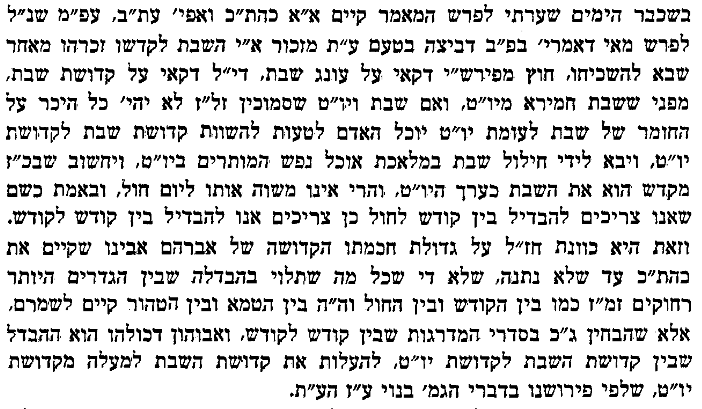 בשכבר הימים שערתי לפרש המאמר קיים א״א כהת״כ ואפי׳ עת״ב, עפ״מ שנ״ל
לפרש מאי דאמרי׳ בפ״ב דביצה בטעם ע״ת מזכור א״י השבת לקדשו זכרהו מאחר
שבא להשכיחו, חוץ מפירש״י דקאי על עונג שבת, די״ל דקאי על קדושת שבת,
מפני ששבת חמירא מיו״ט, ואם שבת ויו״ט שסמוכין זל״ז לא יהי׳ כל היכר על
החומר של שבת לעומת יו״ט יוכל האדם לטעות להשוות קדושת שבת לקדושת
יו״ט, ויבא לידי חילול שבת במלאכת אוכל נפש המותרים ביו״ט, ויחשוב שבכ״ז
מקדש הוא את השבת כערך היו״ט, והרי אינו משוה אותו ליום חול, ובאמת כשם
שאנו צריכים להבדיל בין קודש לחול כן צריכים אנו להבדיל בין קודש לקודש.
וזאת היא כוונת חז״ל על גדולת חכמתו הקדושה של אברהם אבינו שקיים את
כהת״כ עד שלא נתנה, שלא די שכל מה שתלוי בהבדלה שבין הגדרים היותר
רחוקים זמ״ז כמו בין הקודש ובין החול וה״ה בין הטמא ובין הטהור קיים לשמרם,
אלא שהבחין ג״כ בסדרי המדרגות שבין קודש לקודש, ואבוהון דכולהו הוא ההבדל
שבין קדושת השבת לקדושת יו״ט, להעלות את קדושת השבת למעלה מקדושת
יו״ט, שלפי פירושנו בדברי הגמ׳ בנוי ע״ז הע״ת.